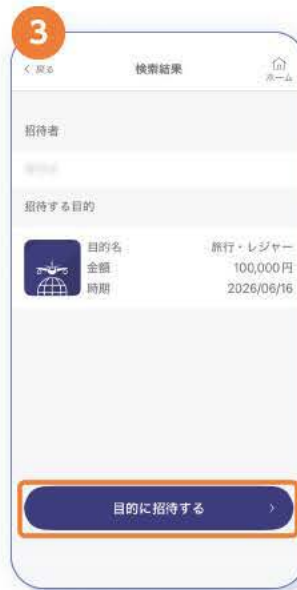 3
< 戻る 検索結果 ホーム
招待者
招待する目的
目的名 旅行・レジャー
金額 100,000円
時期 2026/06/16
目的に招待する >